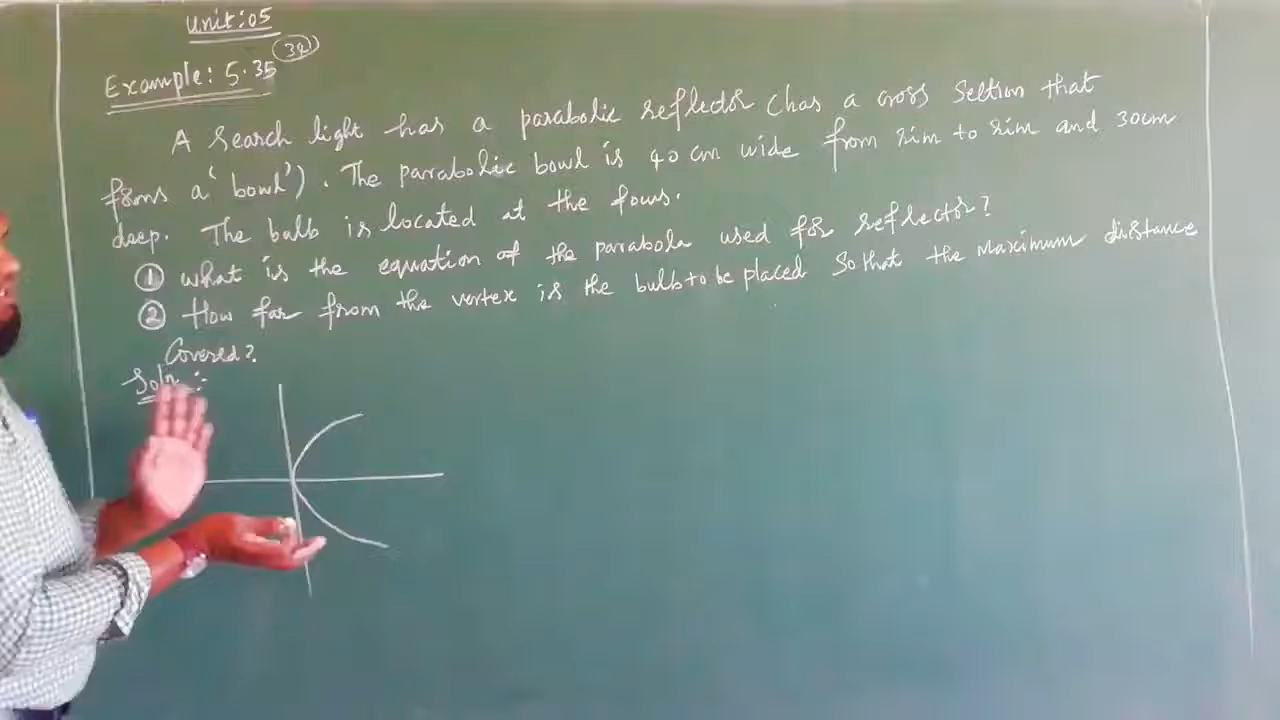 Unit:05
Example: 5.35
A search light has a parabolic reflector (has a cross section that
forms a 'bowl'). The parabolic bowl is 40 cm wide from rim to rim and 30cm
deep. The bulb is located at the focus.
① What is the equation of the parabola used for reflector?
② How far from the vertex is the bulb to be placed so that the Maximum distance
Covered?
Soln:-